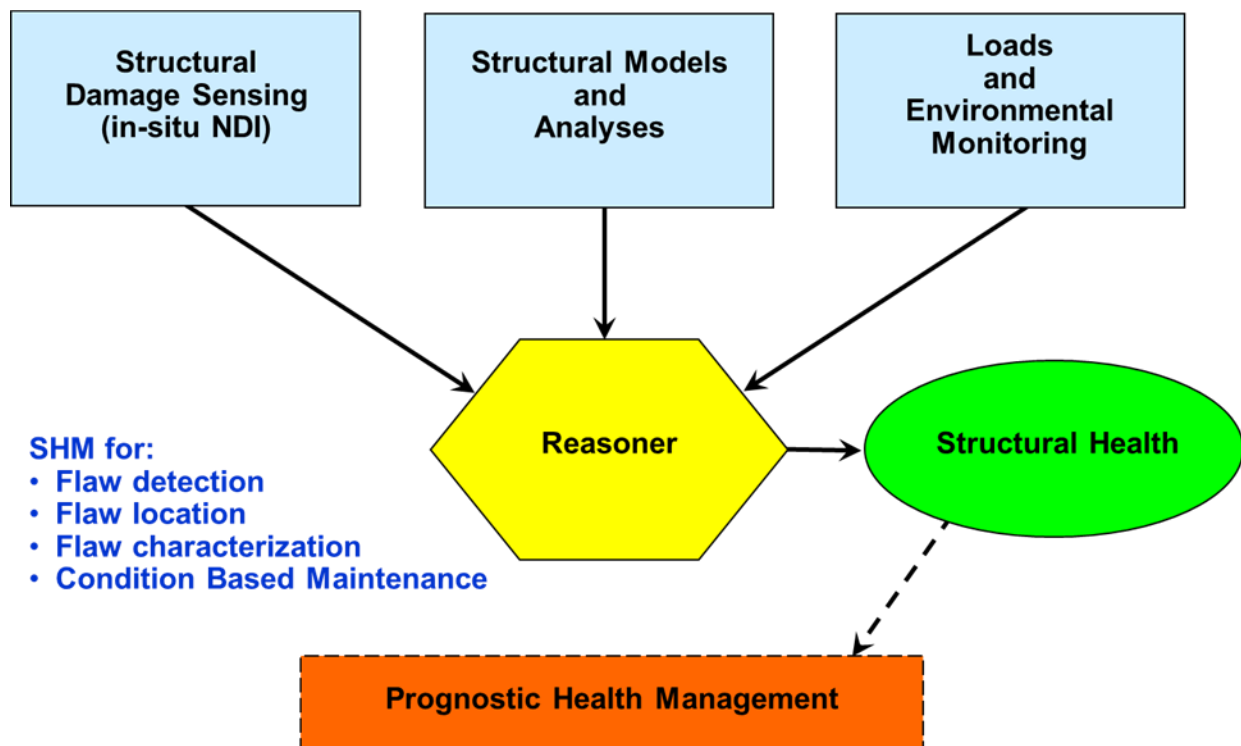 Structural
Damage Sensing
(in-situ NDI)
Structural Models
and
Analyses
Loads
and
Environmental
Monitoring
Reasoner
Structural Health
SHM for:
• Flaw detection
• Flaw location
• Flaw characterization
• Condition Based Maintenance
Prognostic Health Management